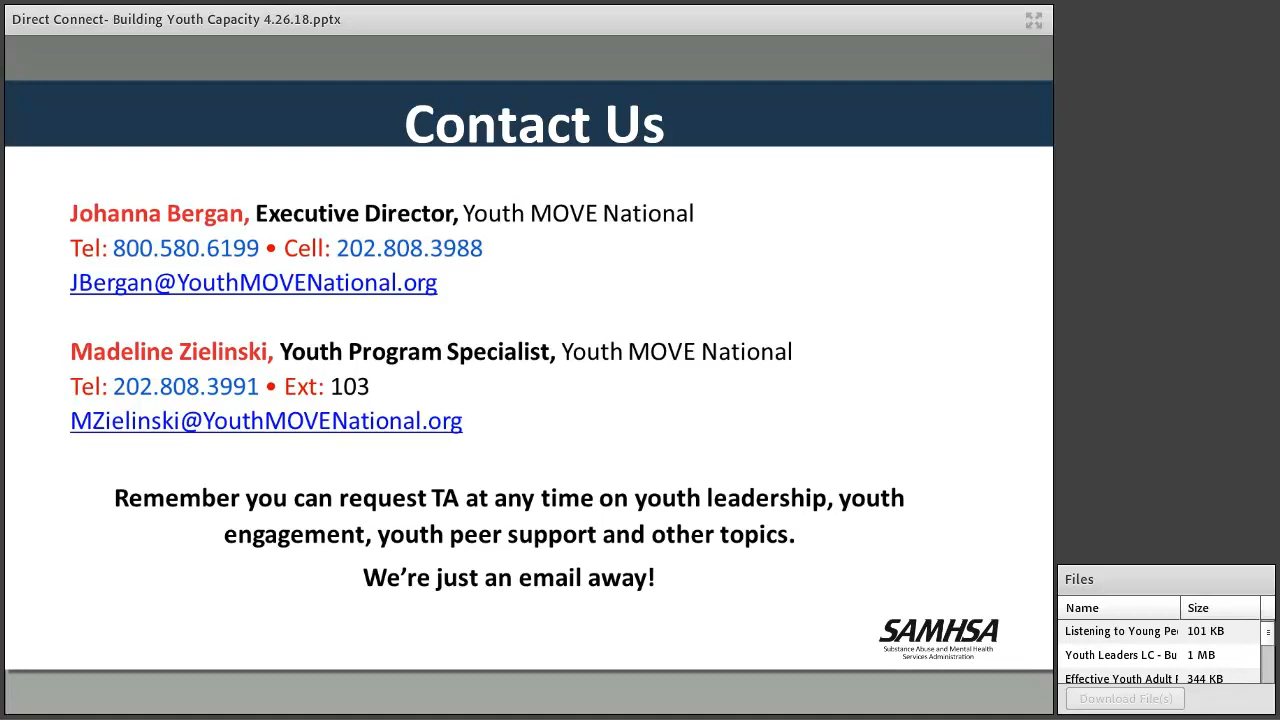 Direct Connect- Building Youth Capacity 4.26.18.pptx
Contact Us
Johanna Bergan, Executive Director, Youth MOVE National
Tel: 800.580.6199 • Cell: 202.808.3988
JBergan@YouthMOVENational.org
Madeline Zielinski, Youth Program Specialist, Youth MOVE National
Tel: 202.808.3991 • Ext: 103
MZielinski@YouthMOVENational.org
Remember you can request TA at any time on youth leadership, youth
engagement, youth peer support and other topics.
We’re just an email away!
SAMHSA
Substance Abuse and Mental Health
Services Administration
Files
Name Size
Listening to Young Pe 101 KB
Youth Leaders LC - Bu 1 MB
Effective Youth Adult 344 KB
Download File(s)